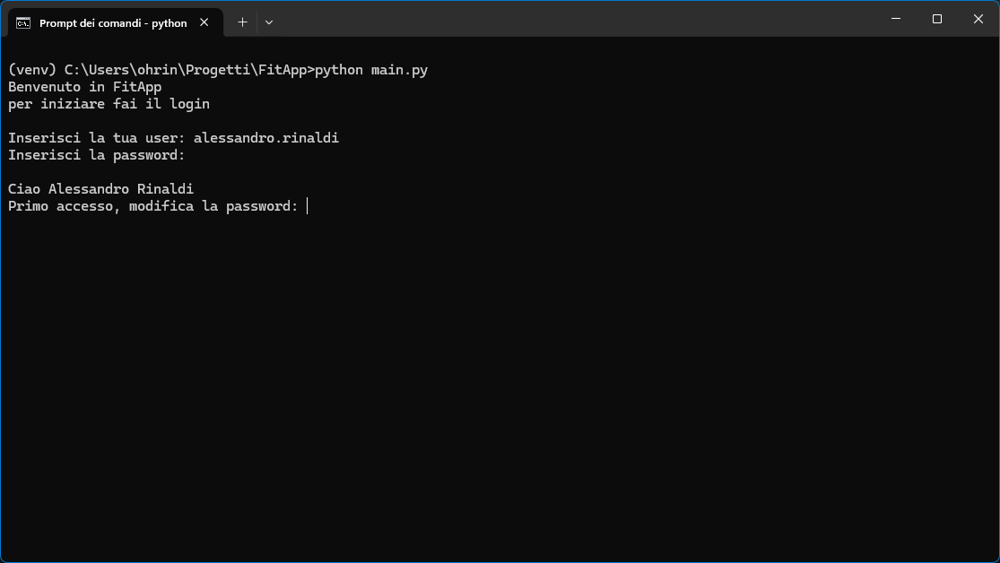 Prompt dei comandi - python
(venv) C:\Users\ohrin\Progetti\FitApp>python main.py
Benvenuto in FitApp
per iniziare fai il login
Inserisci la tua user: alessandro.rinaldi
Inserisci la password:
Ciao Alessandro Rinaldi
Primo accesso, modifica la password: